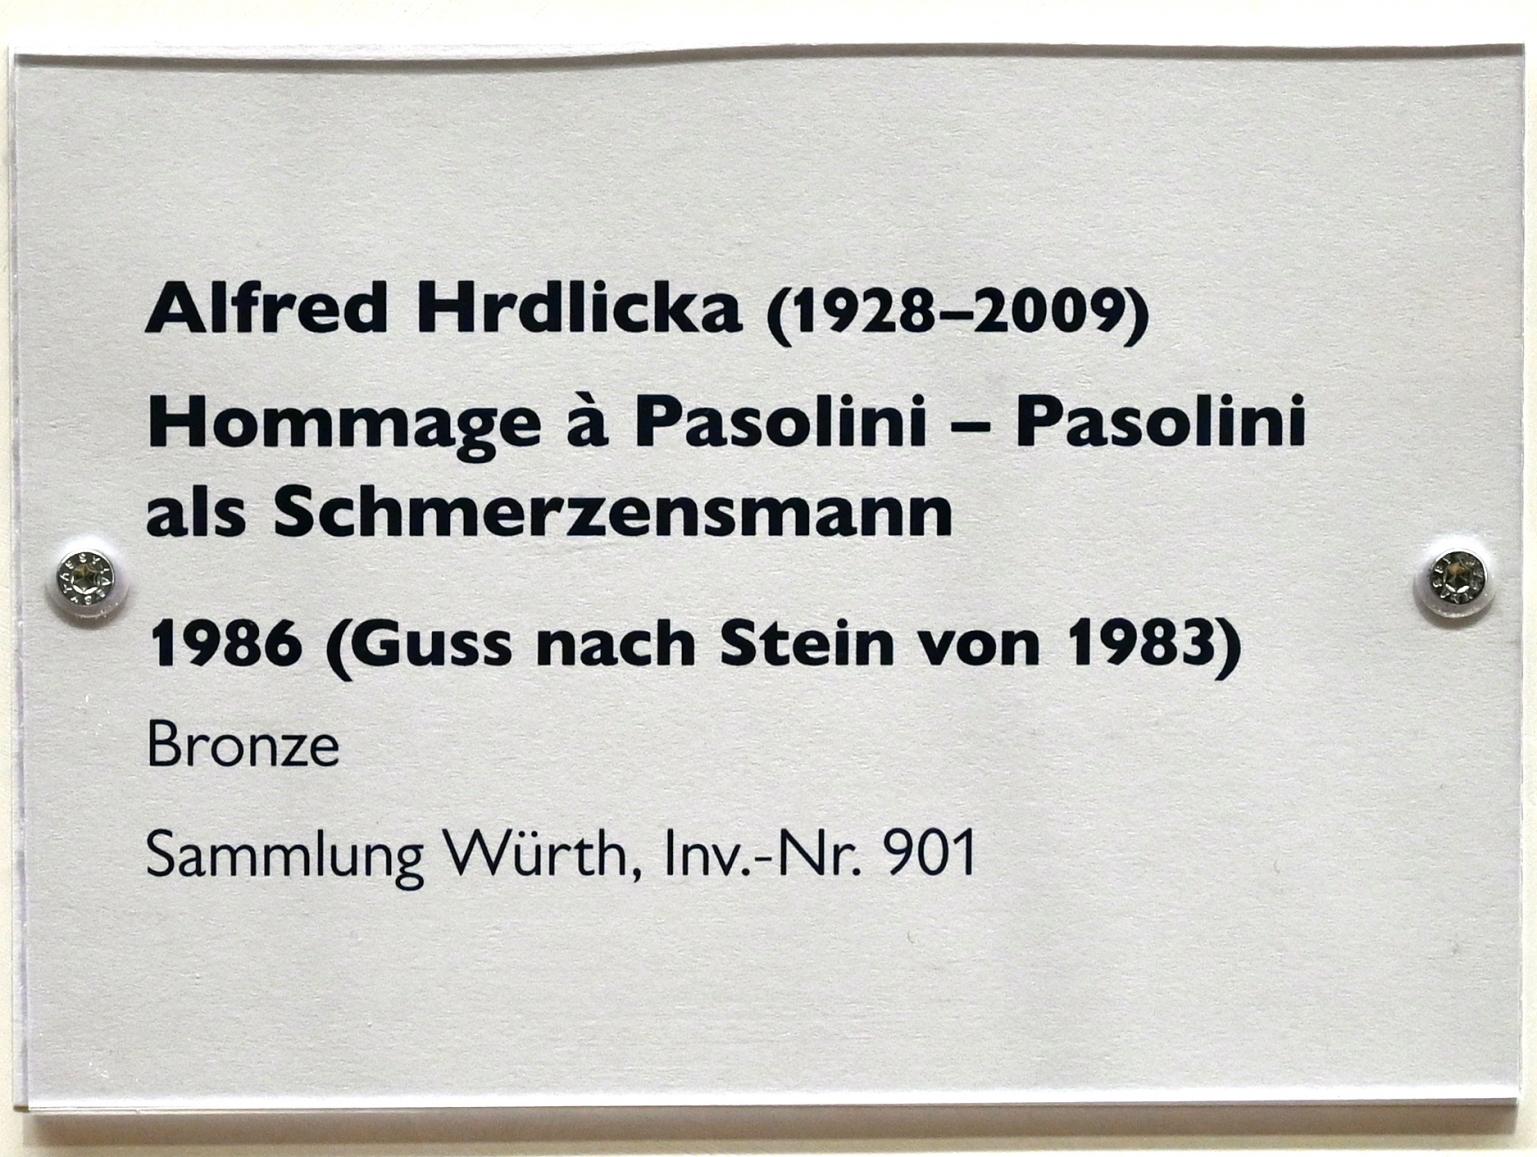 Alfred Hrdlicka (1928–2009)
Hommage à Pasolini – Pasolini
als Schmerzensmann
1986 (Guss nach Stein von 1983)
Bronze
Sammlung Würth, Inv.-Nr. 901